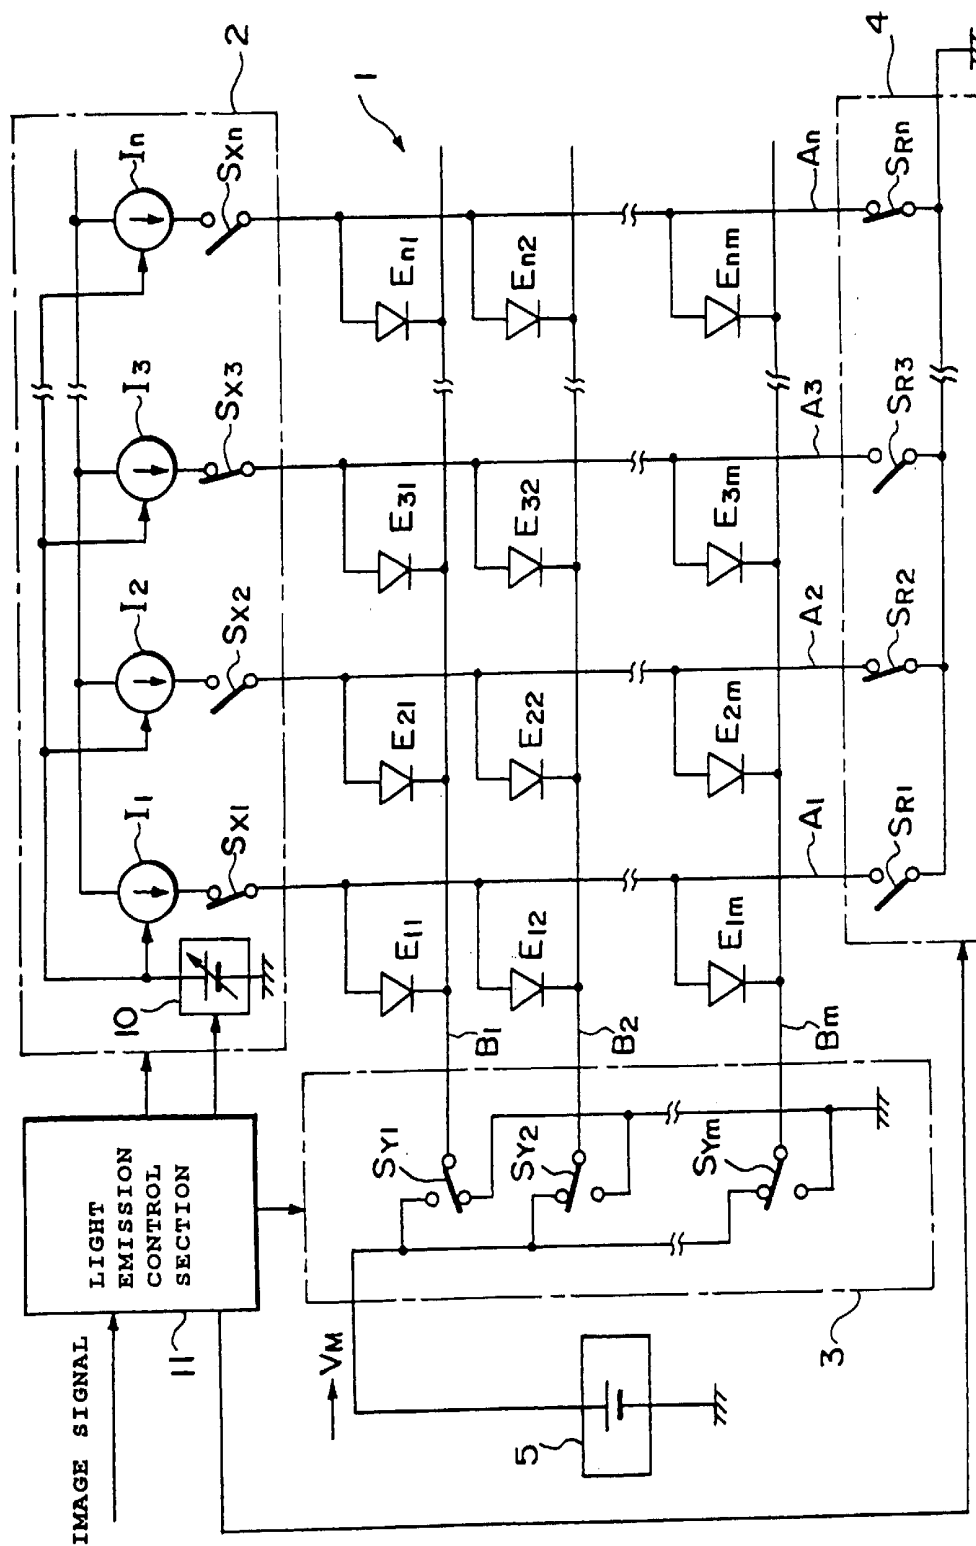 IMAGE SIGNAL
11
LIGHT
EMISSION
CONTROL
SECTION
10
I1
I2
I3
In
2
SX1
SX2
SX3
SXn
1
E11
E21
E31
En1
B1
E12
E22
E32
En2
B2
E1m
E2m
E3m
Enm
Bm
A1
A2
A3
An
SY1
SY2
SYm
VM
5
3
SR1
SR2
SR3
SRn
4